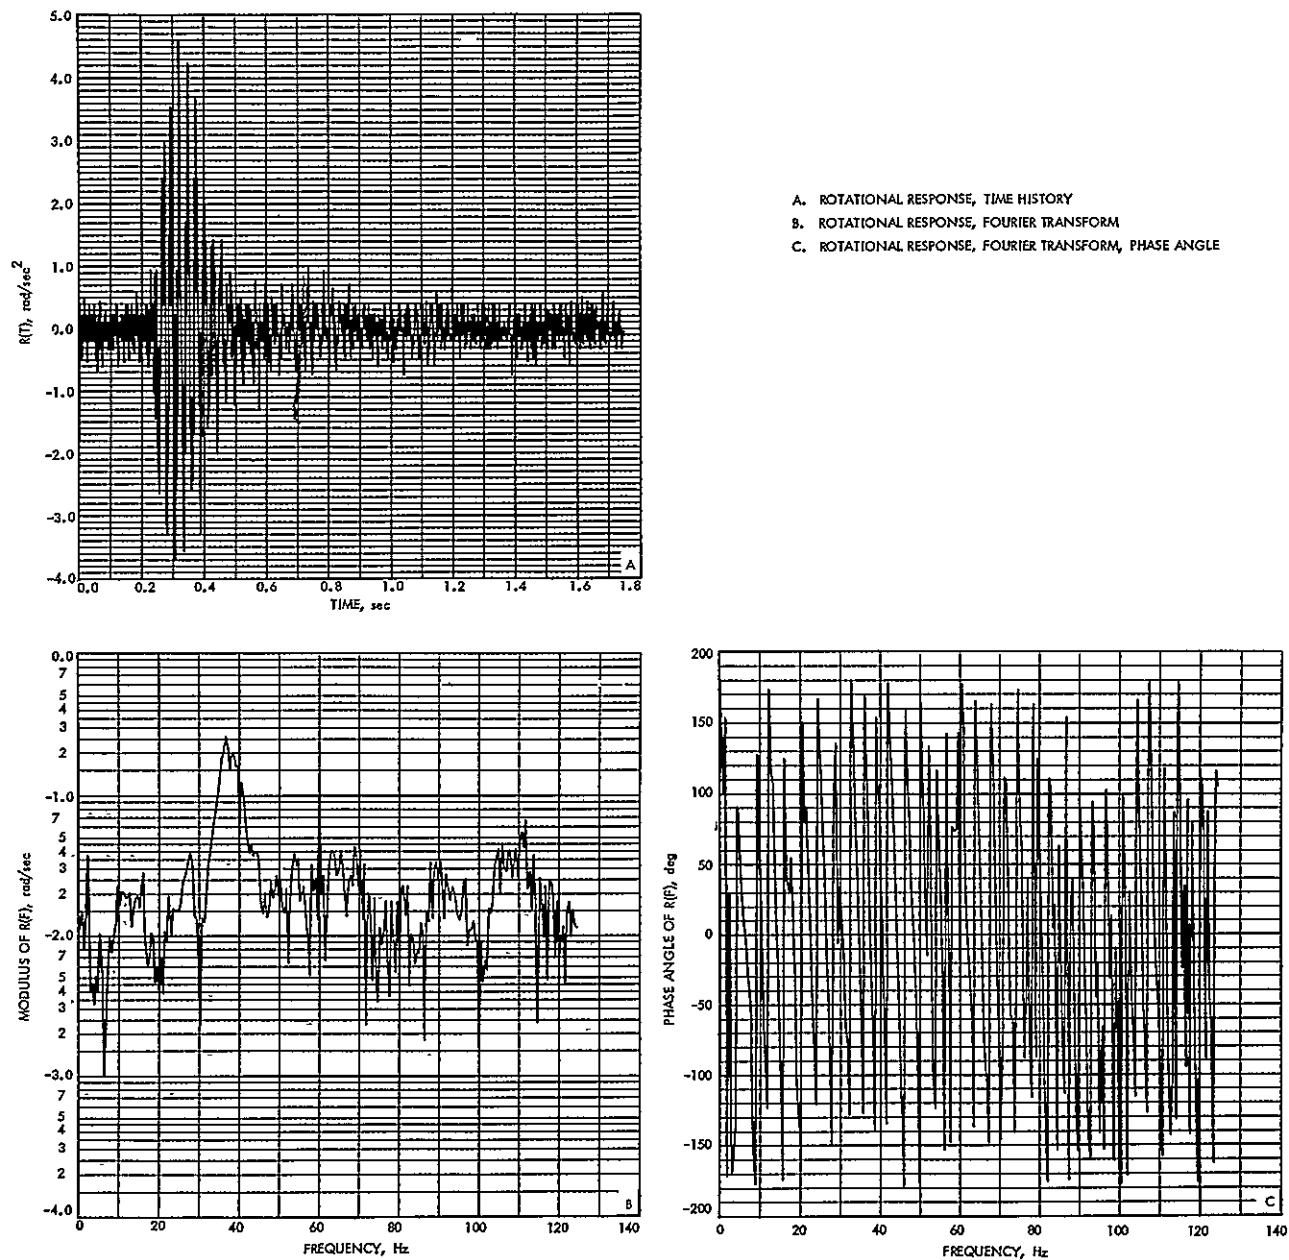 5.0
4.0
3.0
2.0
1.0
0.0
-1.0
-2.0
-3.0
-4.0
R(T), rad/sec2
0.0 0.2 0.4 0.6 0.8 1.0 1.2 1.4 1.6 1.8
TIME, sec
A
A. ROTATIONAL RESPONSE, TIME HISTORY
B. ROTATIONAL RESPONSE, FOURIER TRANSFORM
C. ROTATIONAL RESPONSE, FOURIER TRANSFORM, PHASE ANGLE
0.0
7
5
4
3
2
-1.0
7
5
4
3
2
-2.0
7
5
4
3
2
-3.0
7
5
4
3
2
-4.0
MODULUS OF R(F), rad/sec
0 20 40 60 80 100 120 140
FREQUENCY, Hz
B
200
150
100
50
0
-50
-100
-150
-200
PHASE ANGLE OF R(F), deg
0 20 40 60 80 100 120 140
FREQUENCY, Hz
C